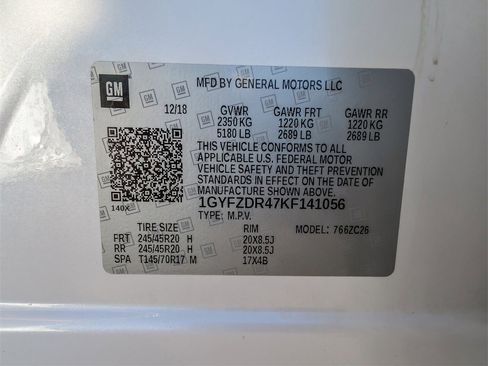 GM
MFD BY GENERAL MOTORS LLC
12/18
GVWR GAWR FRT GAWR RR
2350 KG 1220 KG 1220 KG
5180 LB 2689 LB 2689 LB
THIS VEHICLE CONFORMS TO ALL
APPLICABLE U.S. FEDERAL MOTOR
VEHICLE SAFETY AND THEFT PREVENTION
STANDARDS IN EFFECT ON THE DATE OF
MANUFACTURE SHOWN ABOVE.
1GYFZDR47KF141056
140X
TYPE: M.P.V.
TIRE SIZE RIM MODEL: 766ZC26
FRT 245/45R20 H 20X8.5J
RR 245/45R20 H 20X8.5J
SPA T145/70R17 M 17X4B